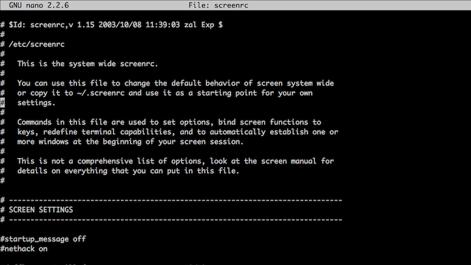 GNU nano 2.2.6 File: screenrc
# $Id: screenrc,v 1.15 2003/10/08 11:39:03 zal Exp $
#
# /etc/screenrc
#
#   This is the system wide screenrc.
#
#   You can use this file to change the default behavior of screen system wide
#   or copy it to ~/.screenrc and use it as a starting point for your own
#   settings.
#
#   Commands in this file are used to set options, bind screen functions to
#   keys, redefine terminal capabilities, and to automatically establish one or
#   more windows at the beginning of your screen session.
#
#   This is not a comprehensive list of options, look at the screen manual for
#   details on everything that you can put in this file.
#
# ------------------------------------------------------------------------------
# SCREEN SETTINGS
# ------------------------------------------------------------------------------
#startup_message off
#nethack on